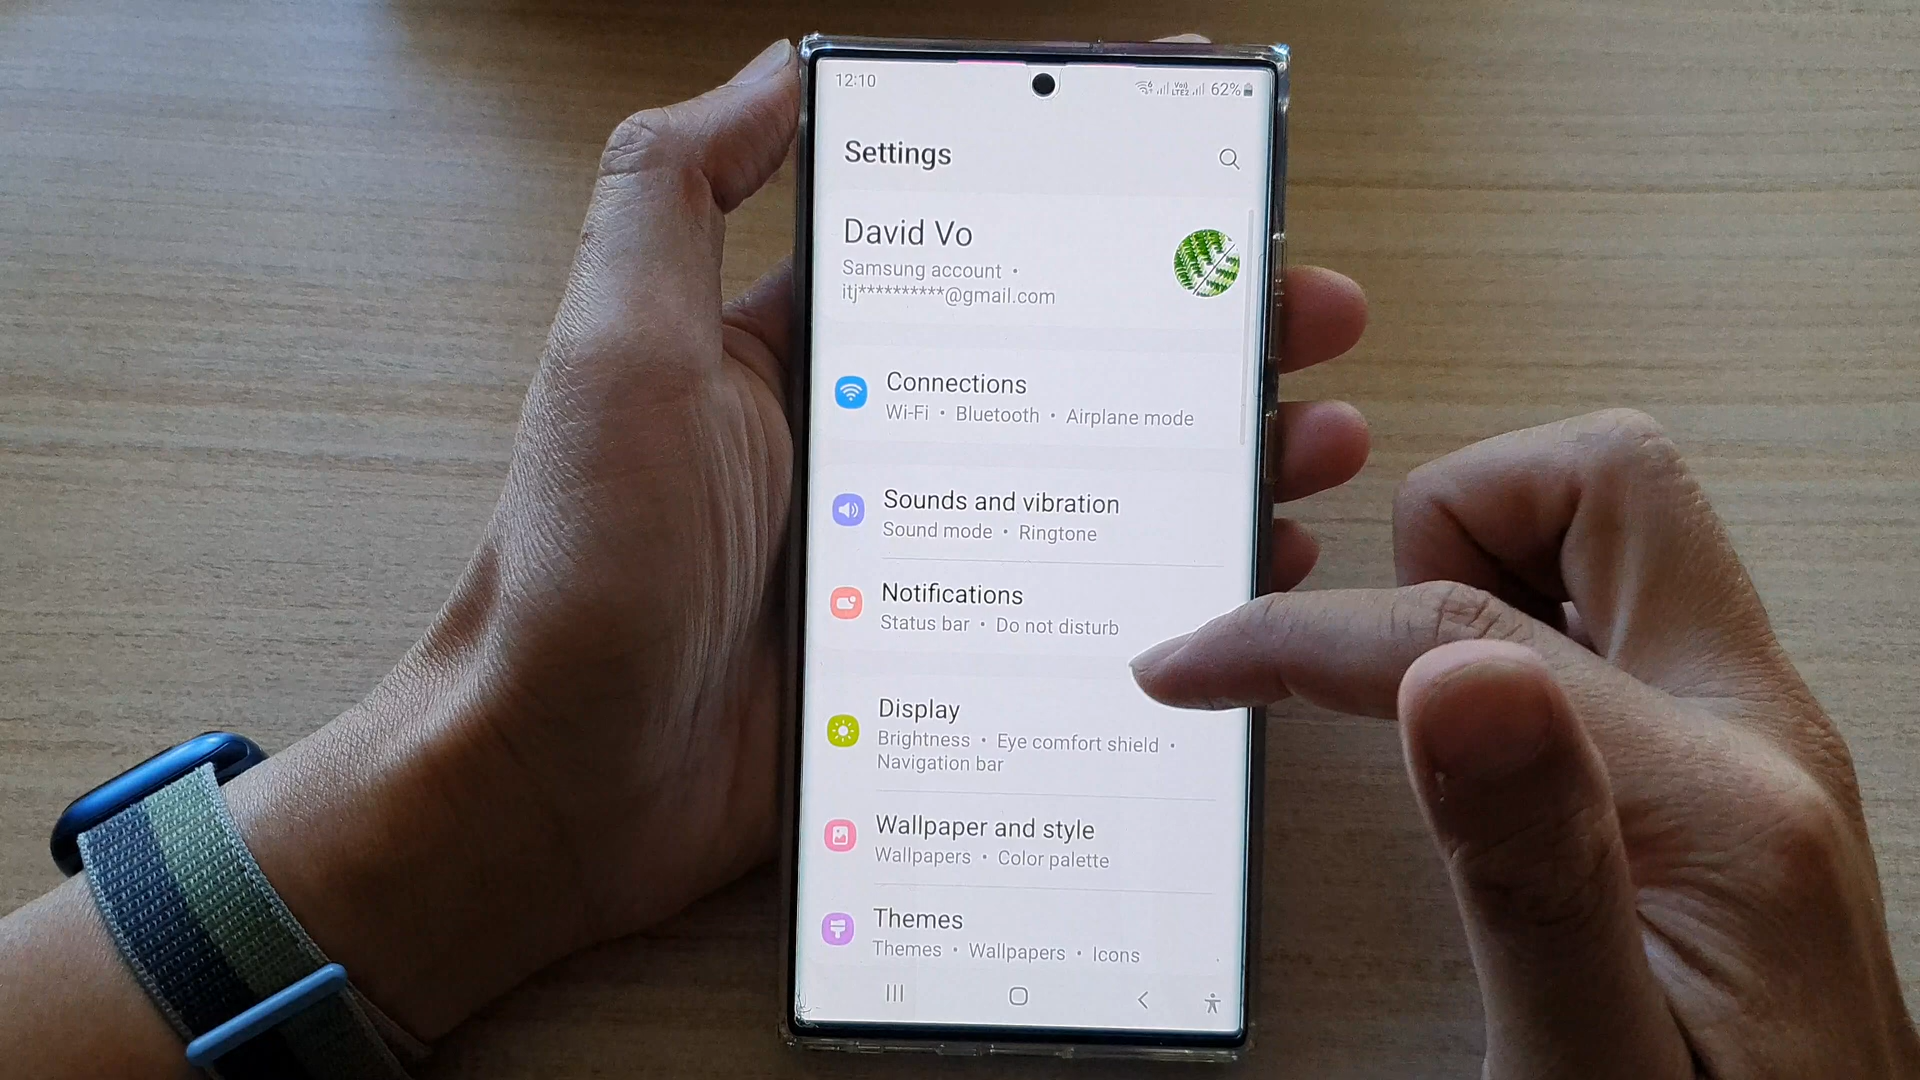 12:10
62%
Settings
David Vo
Samsung account •
itj**********@gmail.com
Connections
Wi-Fi • Bluetooth • Airplane mode
Sounds and vibration
Sound mode • Ringtone
Notifications
Status bar • Do not disturb
Display
Brightness • Eye comfort shield •
Navigation bar
Wallpaper and style
Wallpapers • Color palette
Themes
Themes • Wallpapers • Icons